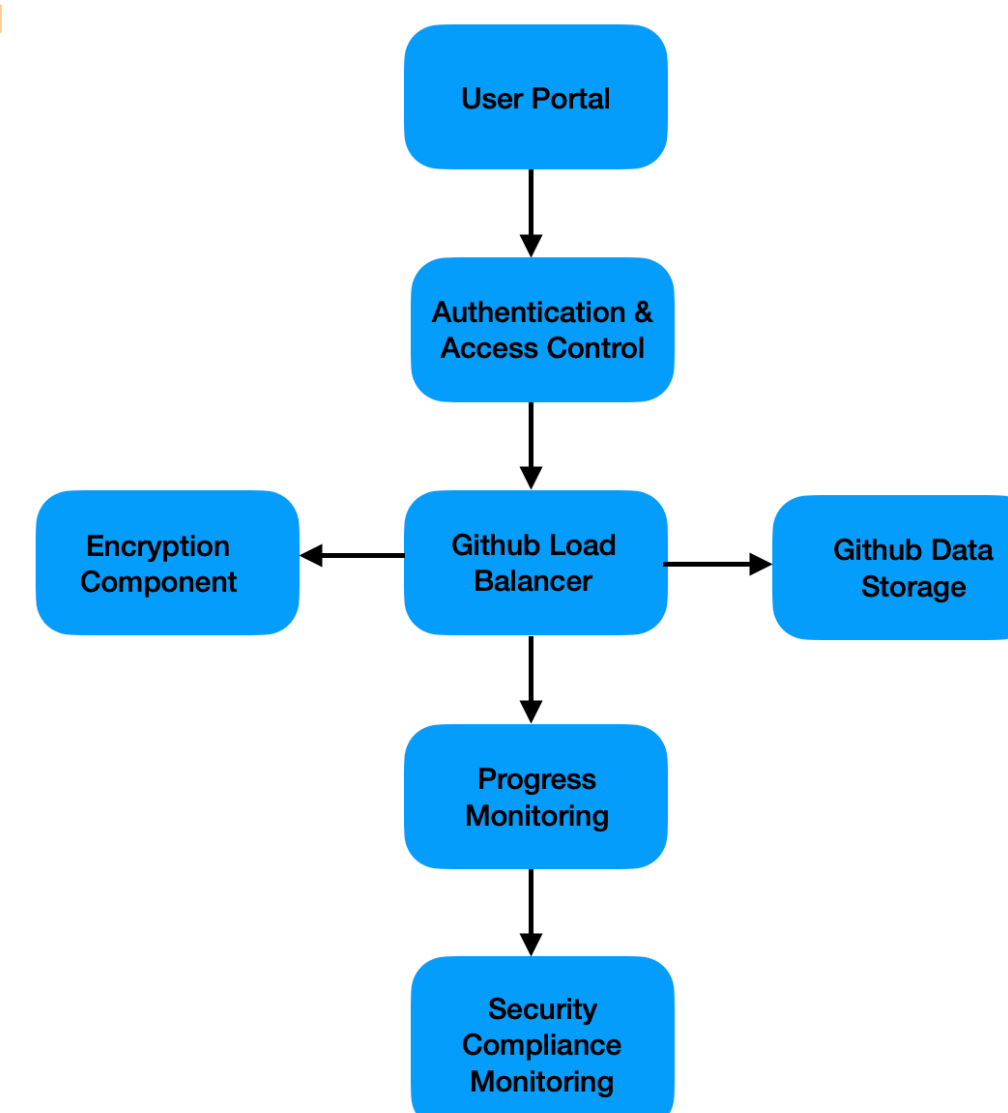 User Portal
Authentication &
Access Control
Encryption
Component
Github Load
Balancer
Github Data
Storage
Progress
Monitoring
Security
Compliance
Monitoring